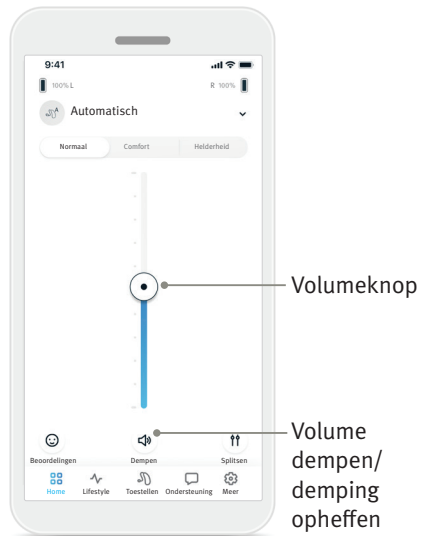 9:41
100% L
R 100%
Automatisch
Normaal Comfort Helderheid
Volumeknop
Beoordelingen Dempen Splitsen
Home Lifestyle Toestellen Ondersteuning Meer
Volume
dempen/
demping
opheffen